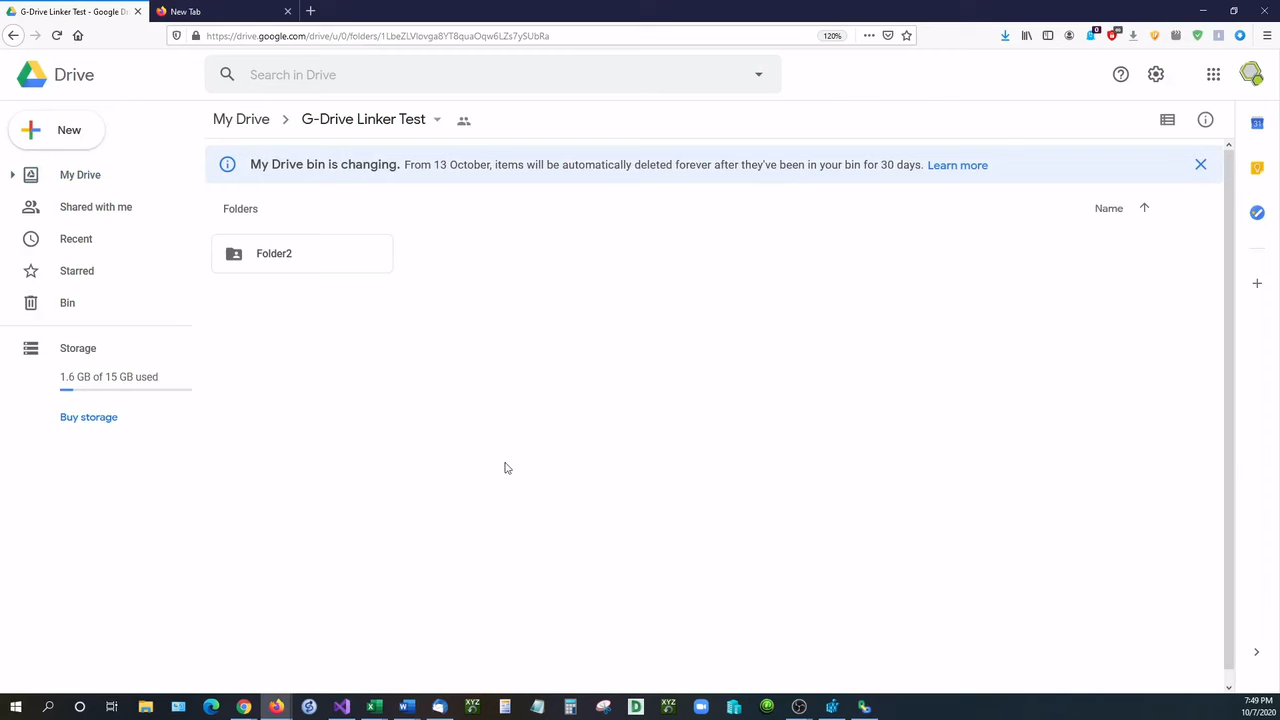 G-Drive Linker Test - Google D
New Tab
https://drive.google.com/drive/u/0/folders/1LbeZLVIovga8YT8quaOqw6LZs7ySUbRa
120%
Drive
Search in Drive
New
My Drive
G-Drive Linker Test
My Drive bin is changing. From 13 October, items will be automatically deleted forever after they've been in your bin for 30 days. Learn more
My Drive
Shared with me
Recent
Starred
Bin
Storage
1.6 GB of 15 GB used
Buy storage
Folders
Name
Folder2
31
XYZ
D
XYZ
7:49 PM
10/7/2020